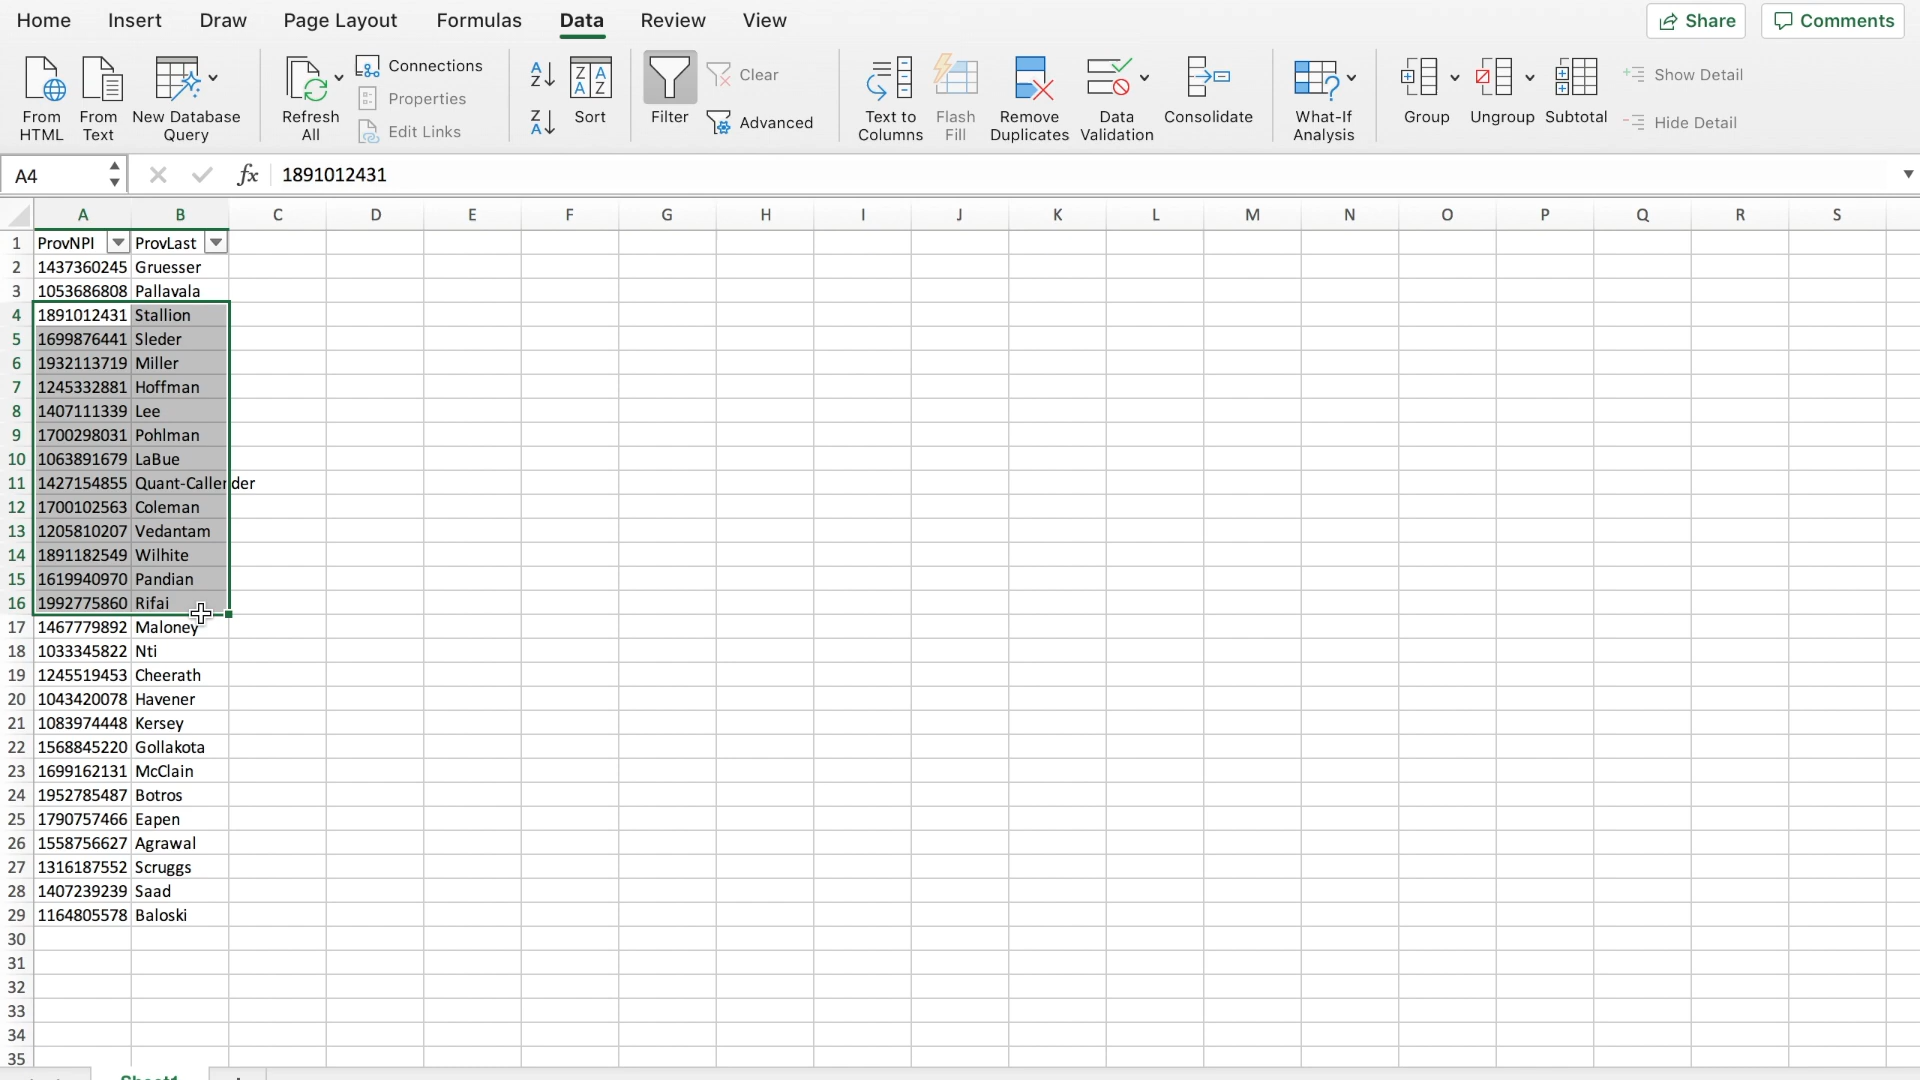 Home Insert Draw Page Layout Formulas Data Review View Share Comments
From HTML From Text New Database Query Refresh All Connections Properties Edit Links Sort Filter Clear Advanced Text to Columns Flash Fill Remove Duplicates Data Validation Consolidate What-If Analysis Group Ungroup Subtotal Show Detail Hide Detail
A4 fx 1891012431
A B C D E F G H I J K L M N O P Q R S
1 ProvNPI ProvLast
2 1437360245 Gruesser
3 1053686808 Pallavala
4 1891012431 Stallion
5 1699876441 Sleder
6 1932113719 Miller
7 1245332881 Hoffman
8 1407111339 Lee
9 1700298031 Pohlman
10 1063891679 LaBue
11 1427154855 Quant-Callender
12 1700102563 Coleman
13 1205810207 Vedantam
14 1891182549 Wilhite
15 1619940970 Pandian
16 1992775860 Rifai
17 1467779892 Maloney
18 1033345822 Nti
19 1245519453 Cheerath
20 1043420078 Havener
21 1083974448 Kersey
22 1568845220 Gollakota
23 1699162131 McClain
24 1952785487 Botros
25 1790757466 Eapen
26 1558756627 Agrawal
27 1316187552 Scruggs
28 1407239239 Saad
29 1164805578 Baloski
30
31
32
33
34
35
Sheet1